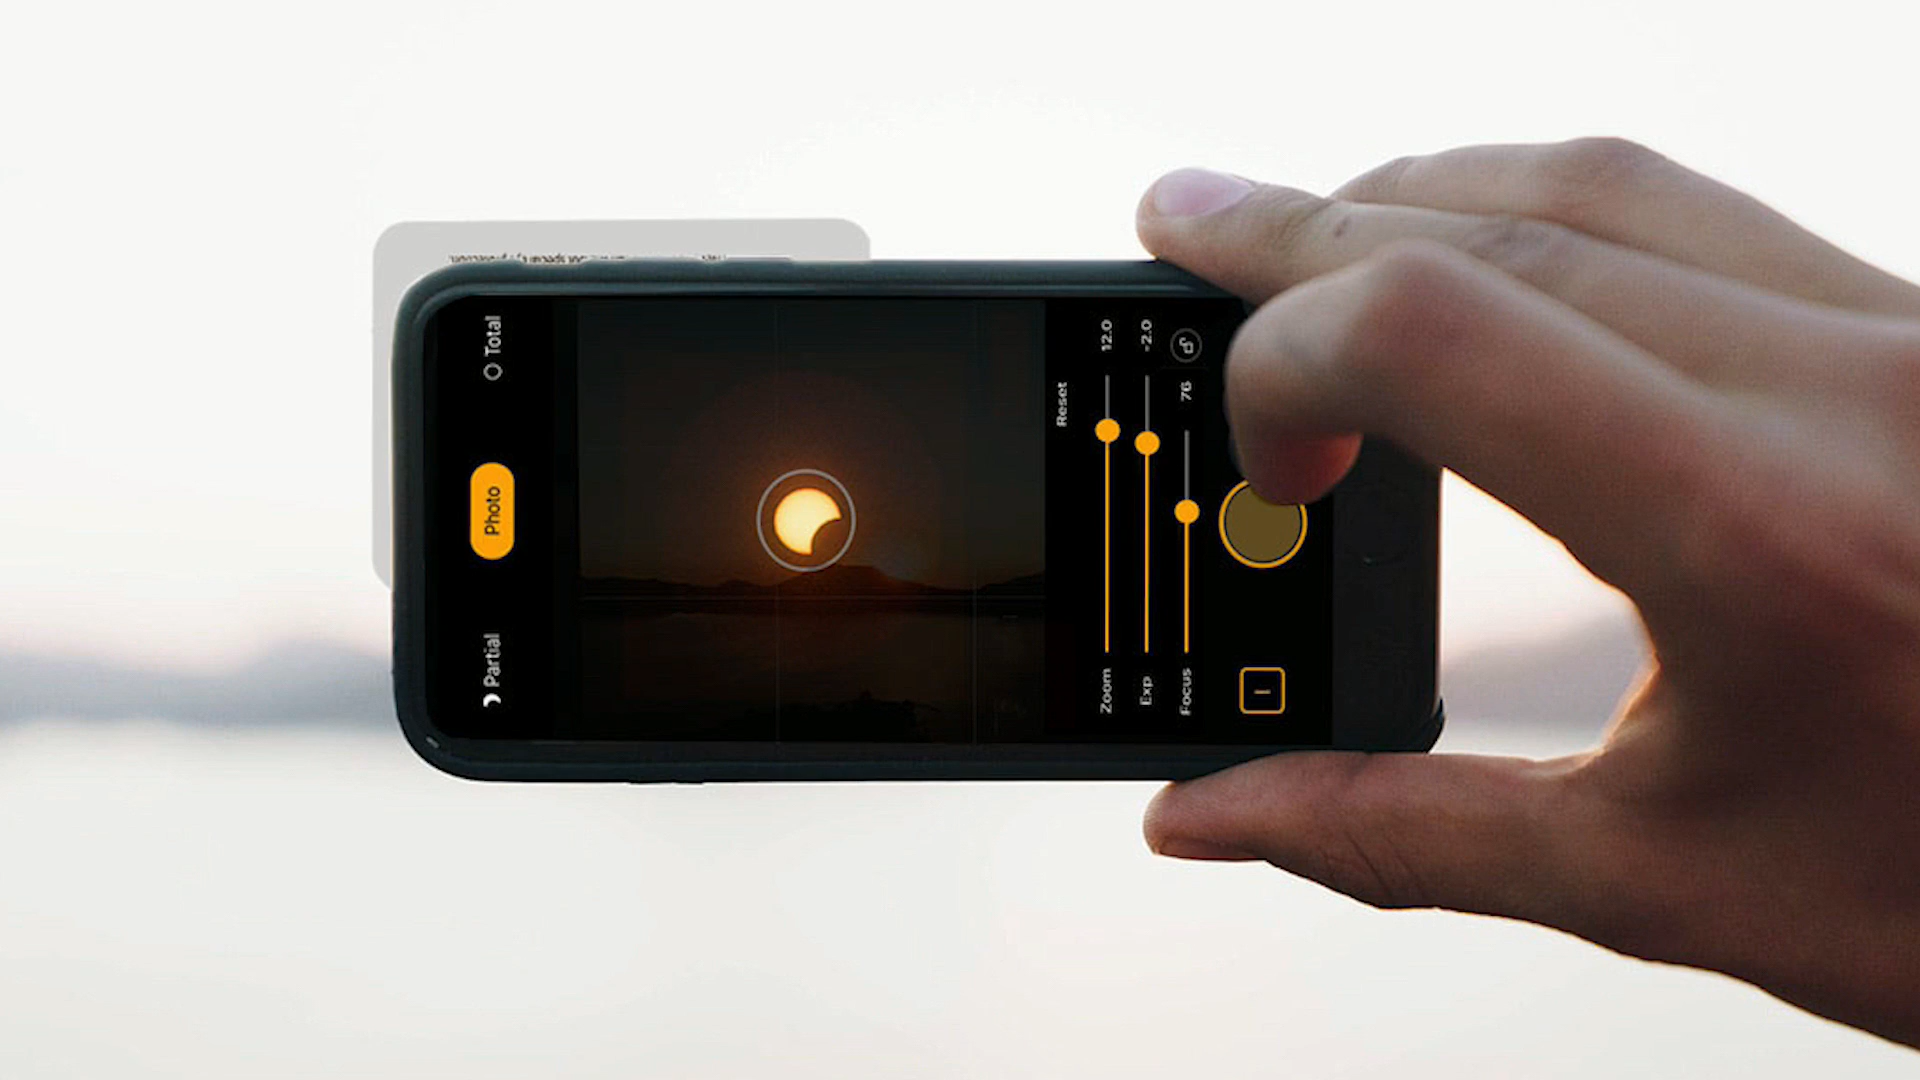 Partial
Photo
Total
Reset
Zoom 12.0
Exp -2.0
Focus 76